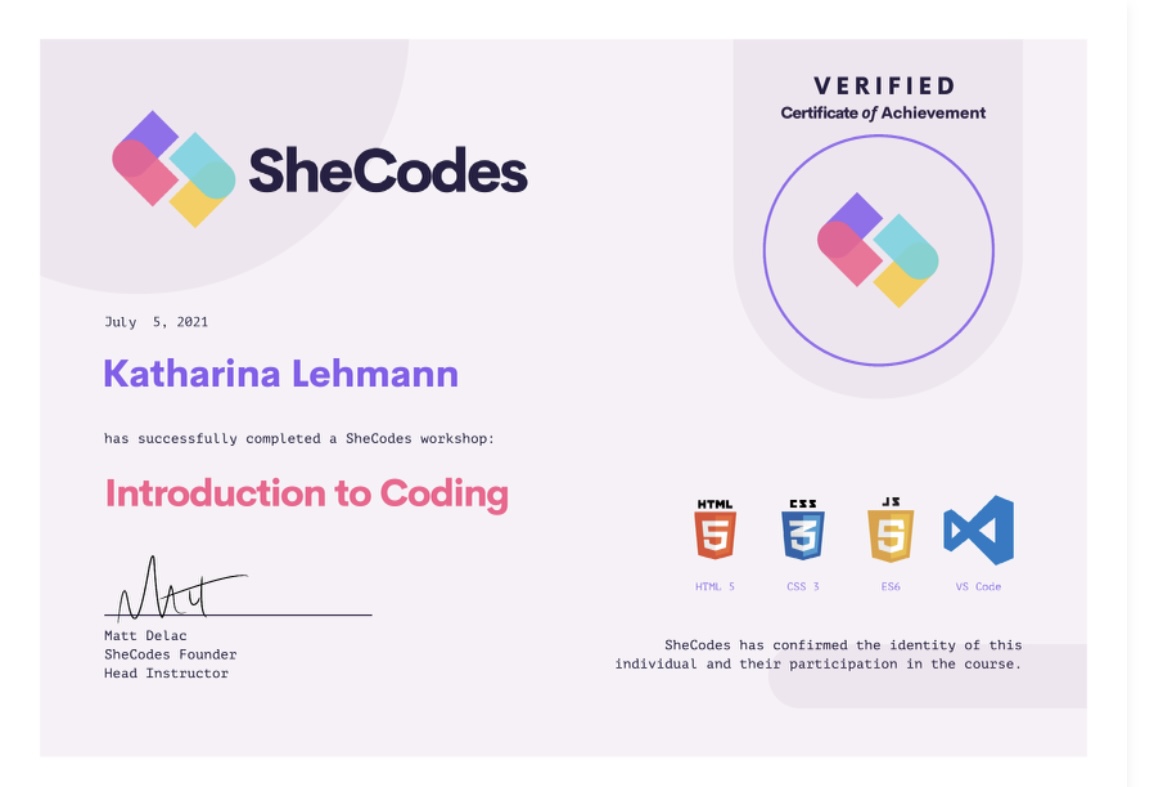 SheCodes
VERIFIED
Certificate of Achievement
July 5, 2021
Katharina Lehmann
has successfully completed a SheCodes workshop:
Introduction to Coding
HTML
5
CSS
3
JS
5
HTML 5
CSS 3
ES6
VS Code
Matt
Matt Delac
SheCodes Founder
Head Instructor
SheCodes has confirmed the identity of this
individual and their participation in the course.